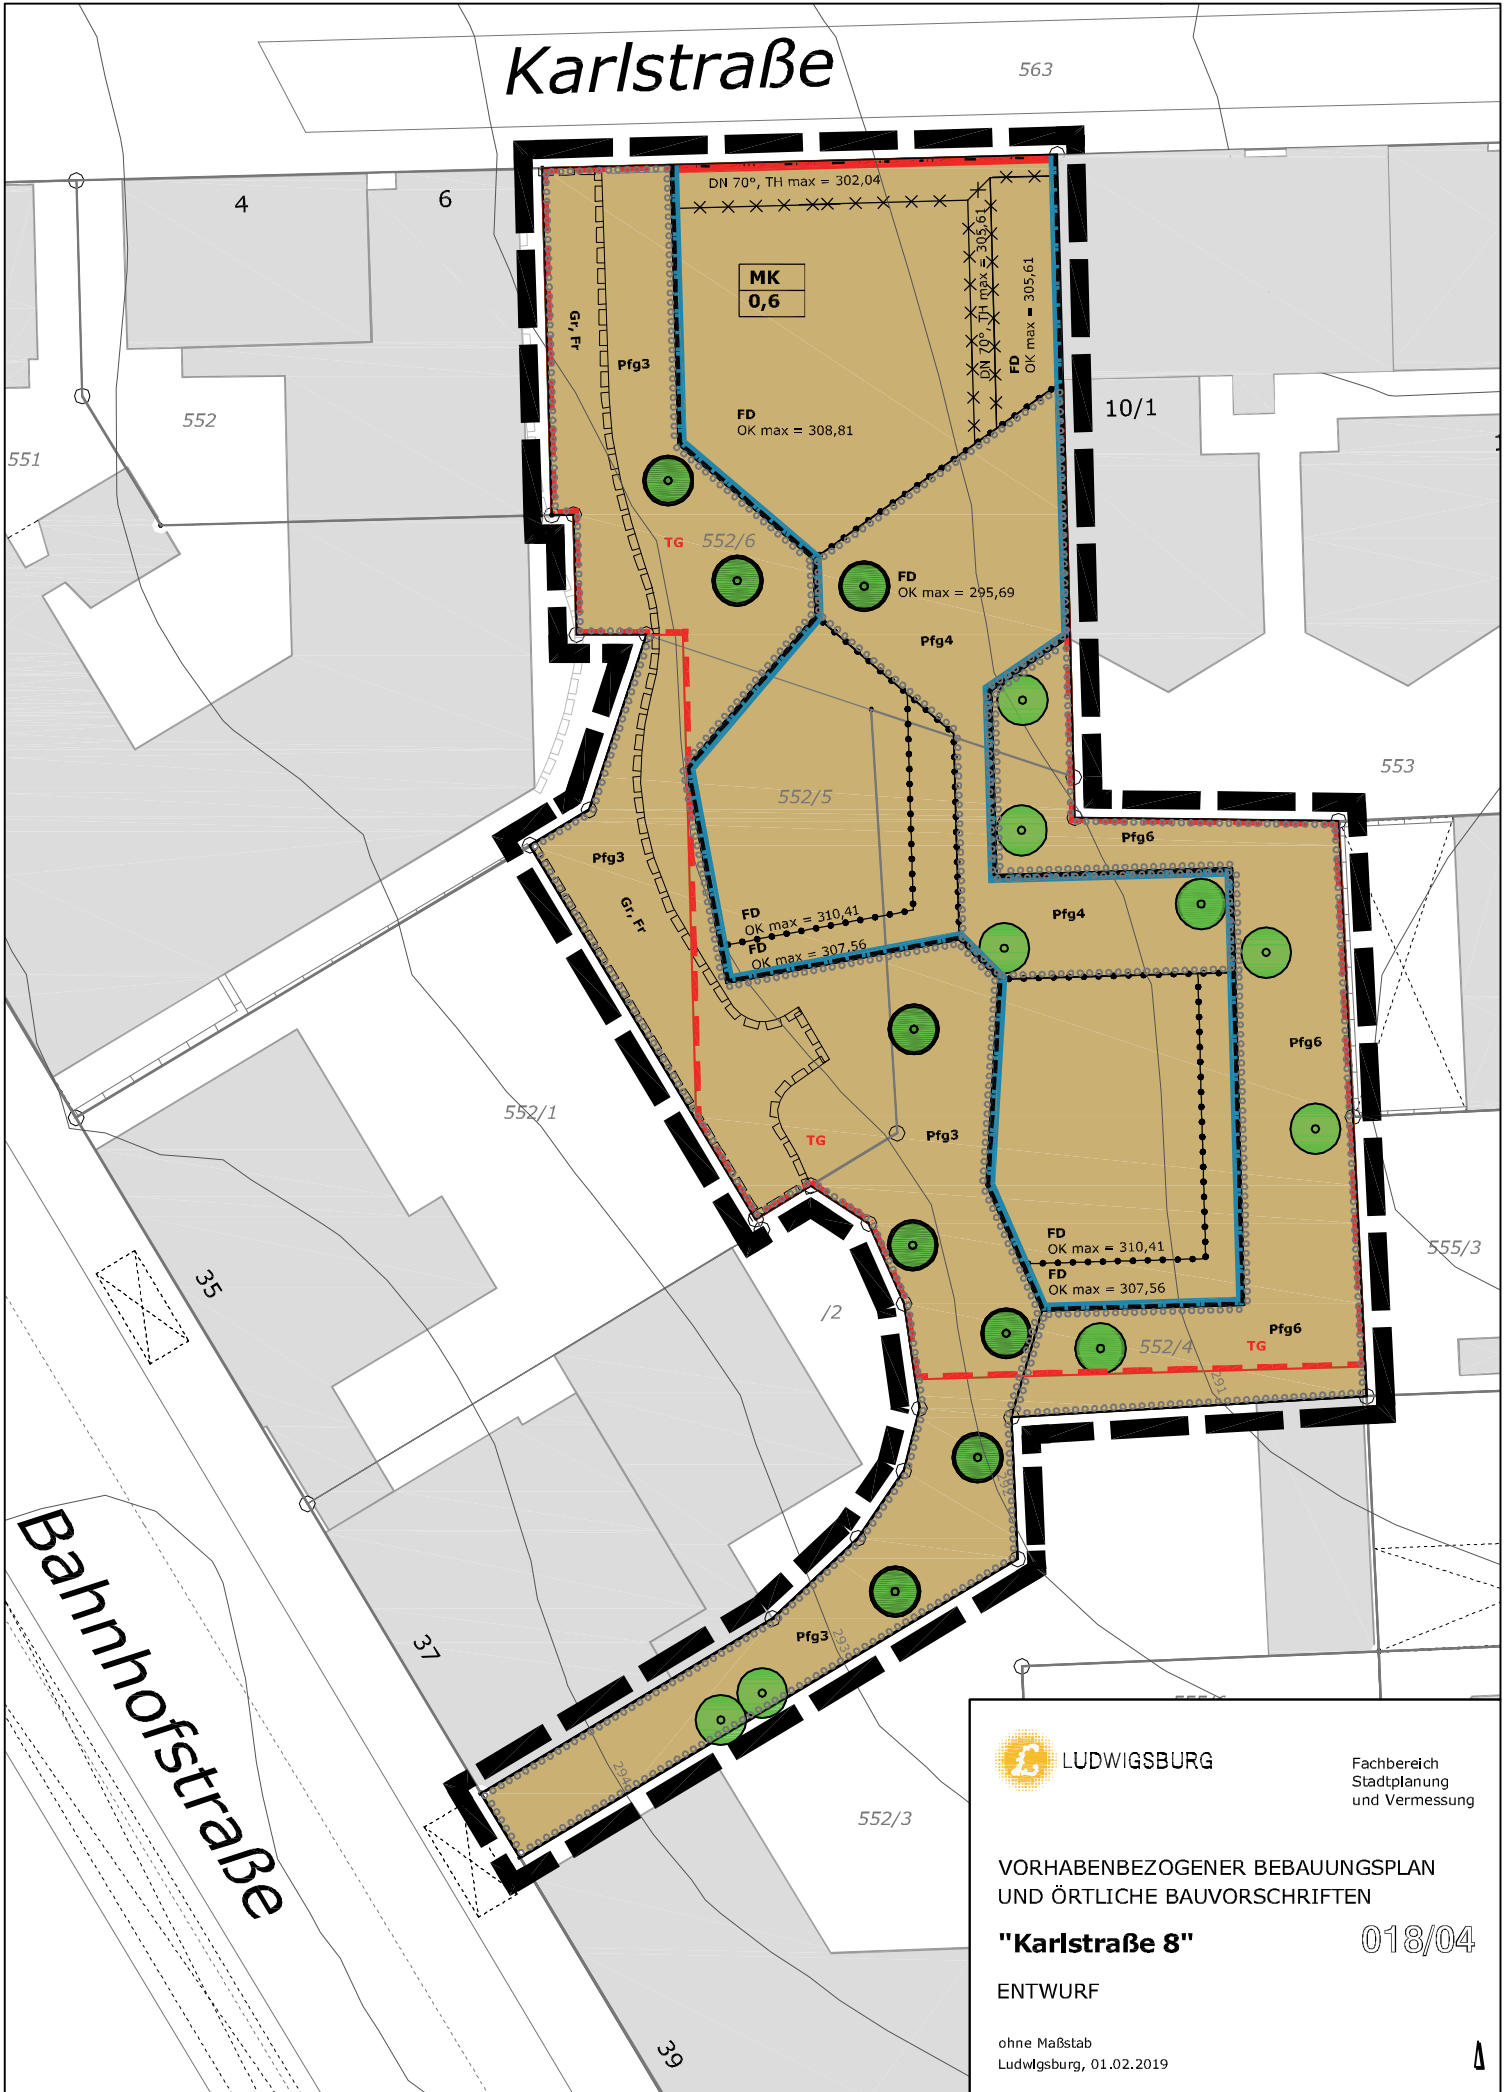 Karlstraße
563
DN 70°, TH max = 302,04
4
6
MK
0,6
DN 70°, TH max = 305,61
FD
OK max = 305,61
Gr, Fr
Pfg3
10/1
552
FD
OK max = 308,81
551
TG
552/6
FD
OK max = 295,69
Pfg4
553
552/5
Pfg6
Pfg3
Gr, Fr
FD
OK max = 310,41
FD
OK max = 307,56
Pfg4
Pfg6
552/1
TG
Pfg3
FD
OK max = 310,41
FD
OK max = 307,56
555/3
35
/2
Pfg6
552/4
TG
291
292
Bahnhofstraße
37
Pfg3
293
294
552/3
39
LUDWIGSBURG
Fachbereich
Stadtplanung
und Vermessung
VORHABENBEZOGENER BEBAUUNGSPLAN
UND ÖRTLICHE BAUVORSCHRIFTEN
"Karlstraße 8"
018/04
ENTWURF
ohne Maßstab
Ludwigsburg, 01.02.2019